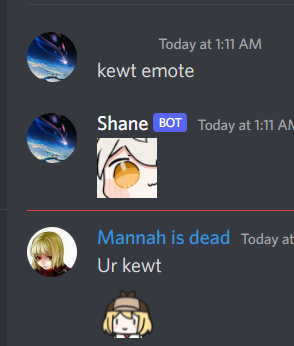 Today at 1:11 AM
kewt emote
Shane BOT Today at 1:11 AM
Mannah is dead Today at
Ur kewt